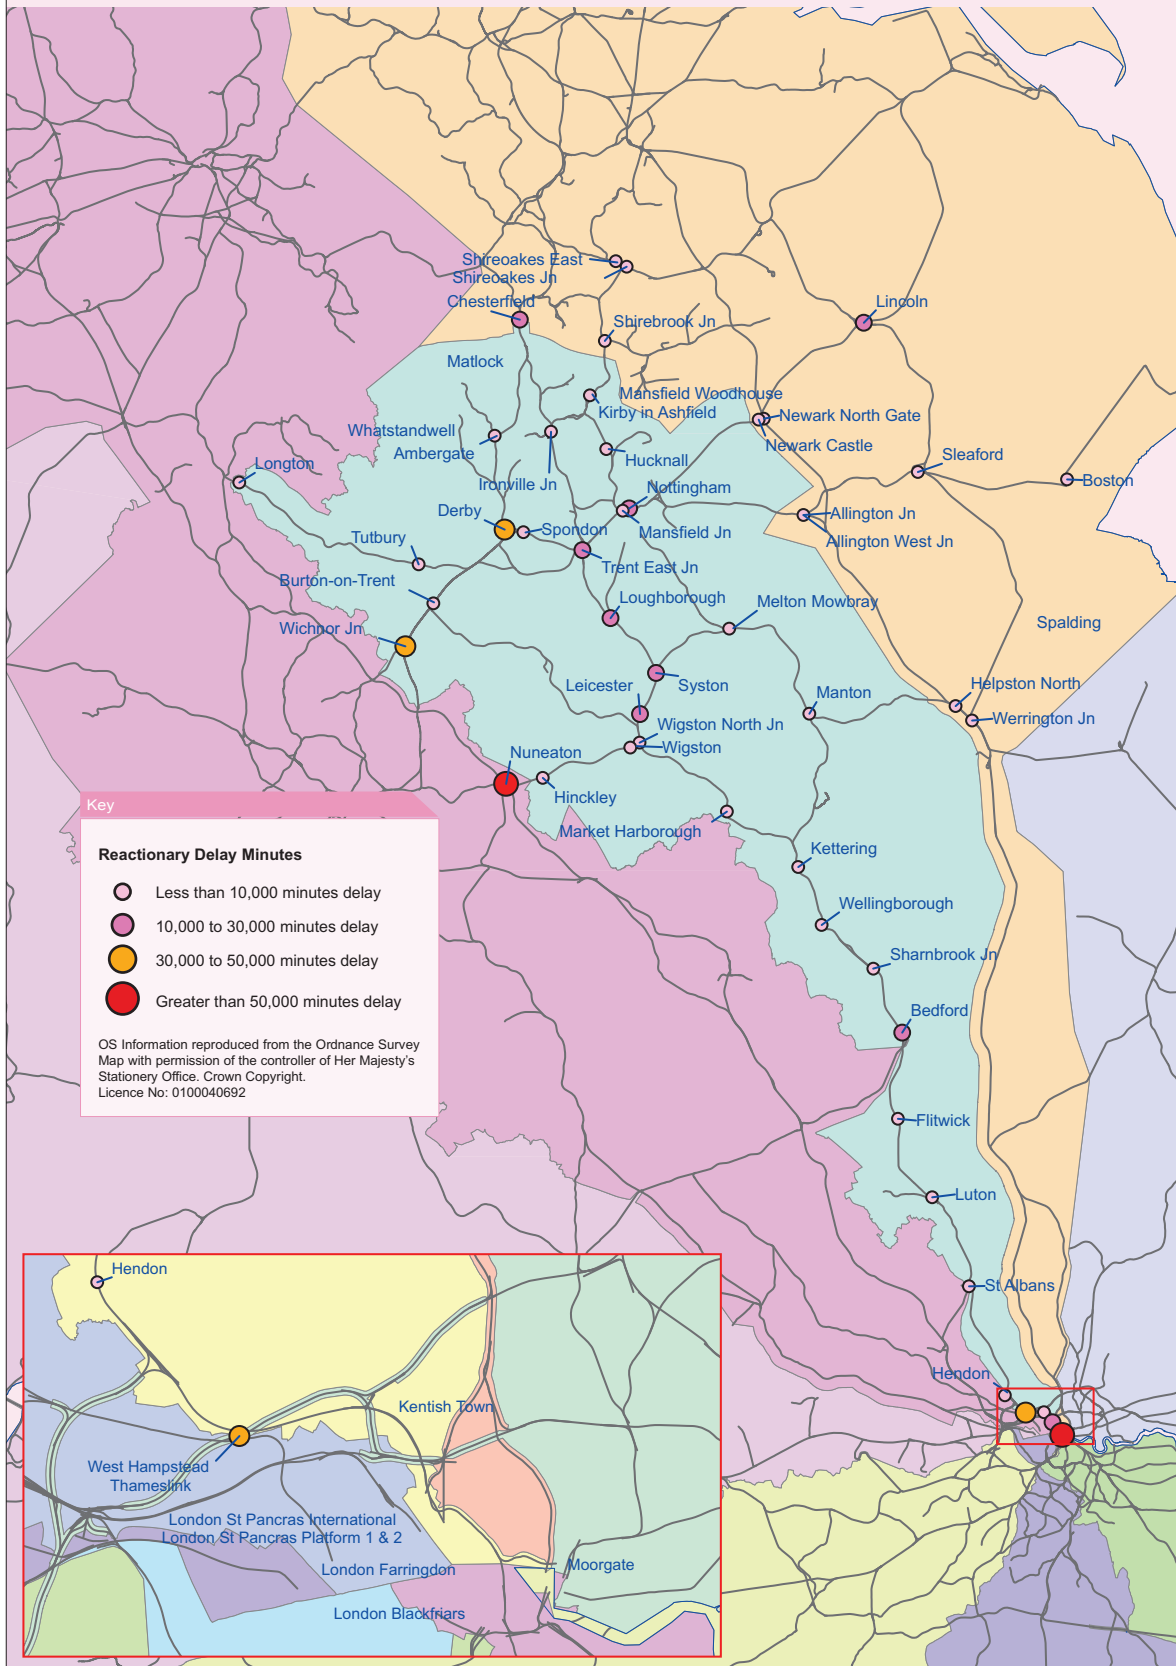 Shireoakes East
Shireoakes Jn
Chesterfield
Lincoln
Shirebrook Jn
Matlock
Mansfield Woodhouse
Kirby in Ashfield
Newark North Gate
Newark Castle
Whatstandwell
Ambergate
Hucknall
Sleaford
Longton
Ironville Jn
Boston
Nottingham
Derby
Spondon
Mansfield Jn
Allington Jn
Allington West Jn
Tutbury
Trent East Jn
Burton-on-Trent
Loughborough
Melton Mowbray
Wichnor Jn
Spalding
Leicester
Syston
Manton
Helpston North
Werrington Jn
Wigston North Jn
Wigston
Nuneaton
Hinckley
Market Harborough
Kettering
Wellingborough
Sharnbrook Jn
Bedford
Flitwick
Luton
St Albans
Hendon
Key
Reactionary Delay Minutes
Less than 10,000 minutes delay
10,000 to 30,000 minutes delay
30,000 to 50,000 minutes delay
Greater than 50,000 minutes delay
OS Information reproduced from the Ordnance Survey
Map with permission of the controller of Her Majesty's
Stationery Office. Crown Copyright.
Licence No: 0100040692
Hendon
Kentish Town
West Hampstead
Thameslink
London St Pancras International
London St Pancras Platform 1 & 2
London Farringdon
Moorgate
London Blackfriars